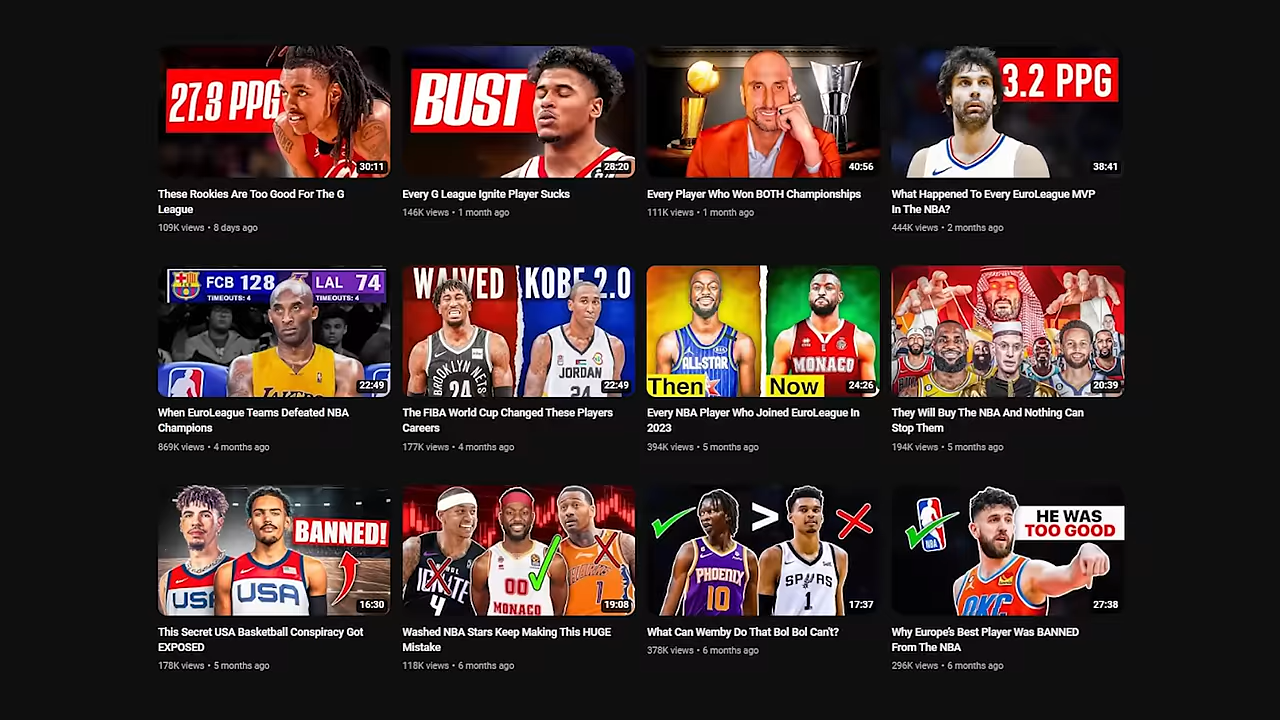 27.3 PPG
30:11
These Rookies Are Too Good For The G
League
109K views • 8 days ago
BUST
28:20
Every G League Ignite Player Sucks
146K views • 1 month ago
40:56
Every Player Who Won BOTH Championships
111K views • 1 month ago
3.2 PPG
38:41
What Happened To Every EuroLeague MVP
In The NBA?
444K views • 2 months ago
FCB 128 LAL 74
TIMEOUTS: 4 TIMEOUTS: 4
LAKERS
22:49
When EuroLeague Teams Defeated NBA
Champions
869K views • 4 months ago
WAIVED KOBE 2.0
BROOKLYN NETS
24
JORDAN
24
22:49
The FIBA World Cup Changed These Players
Careers
177K views • 4 months ago
ALL-STAR
MONACO
Then Now
24:26
Every NBA Player Who Joined EuroLeague In
2023
394K views • 5 months ago
20:39
They Will Buy The NBA And Nothing Can
Stop Them
194K views • 5 months ago
BANNED!
USA USA
16:30
This Secret USA Basketball Conspiracy Got
EXPOSED
178K views • 5 months ago
IGNITE
4
00
MONACO
1
19:08
Washed NBA Stars Keep Making This HUGE
Mistake
118K views • 6 months ago
>
PHOENIX
10
SPURS
1
17:37
What Can Wemby Do That Bol Bol Can't?
378K views • 6 months ago
NBA
HE WAS
TOO GOOD
OKC
27:38
Why Europe's Best Player Was BANNED
From The NBA
296K views • 6 months ago